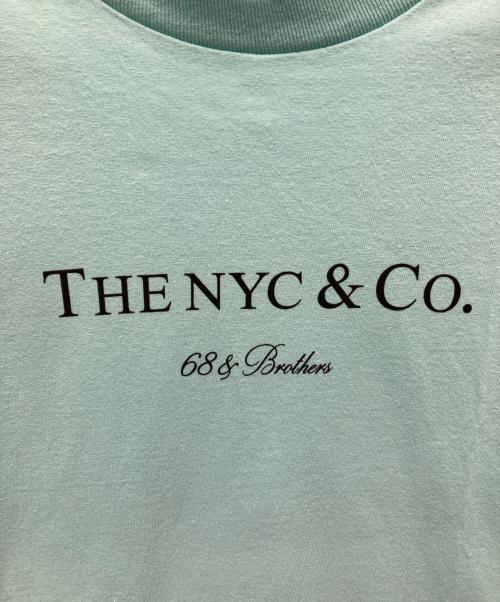 THE NYC & CO.
68 & Brothers